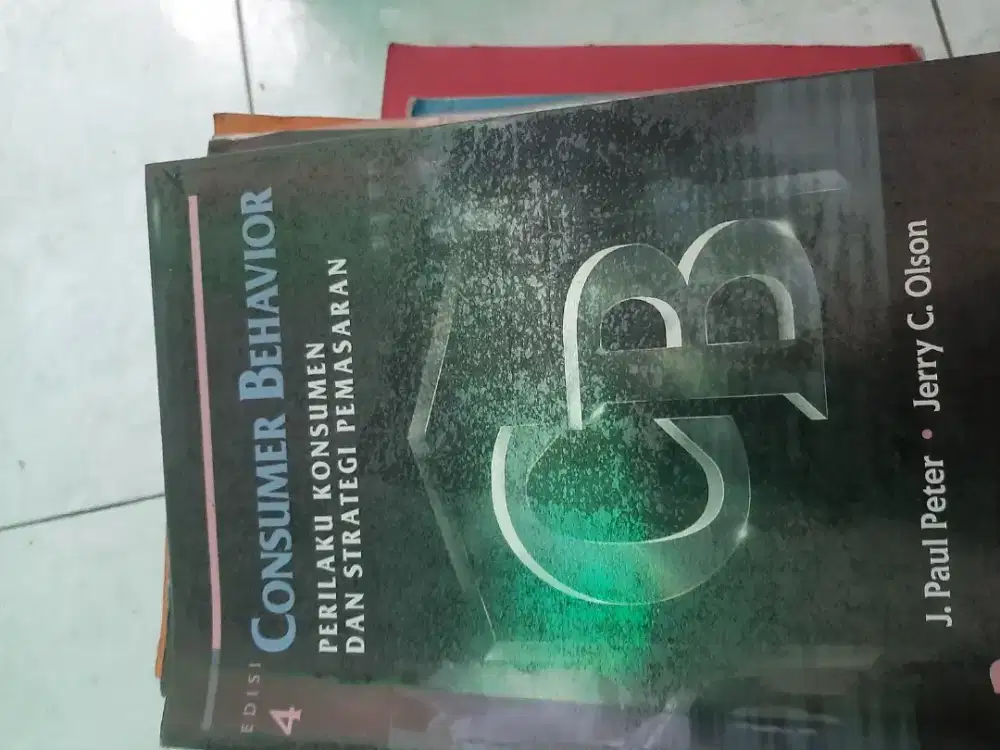 EDISI
4
CONSUMER BEHAVIOR
PERILAKU KONSUMEN
DAN STRATEGI PEMASARAN
CB
J. Paul Peter • Jerry C. Olson